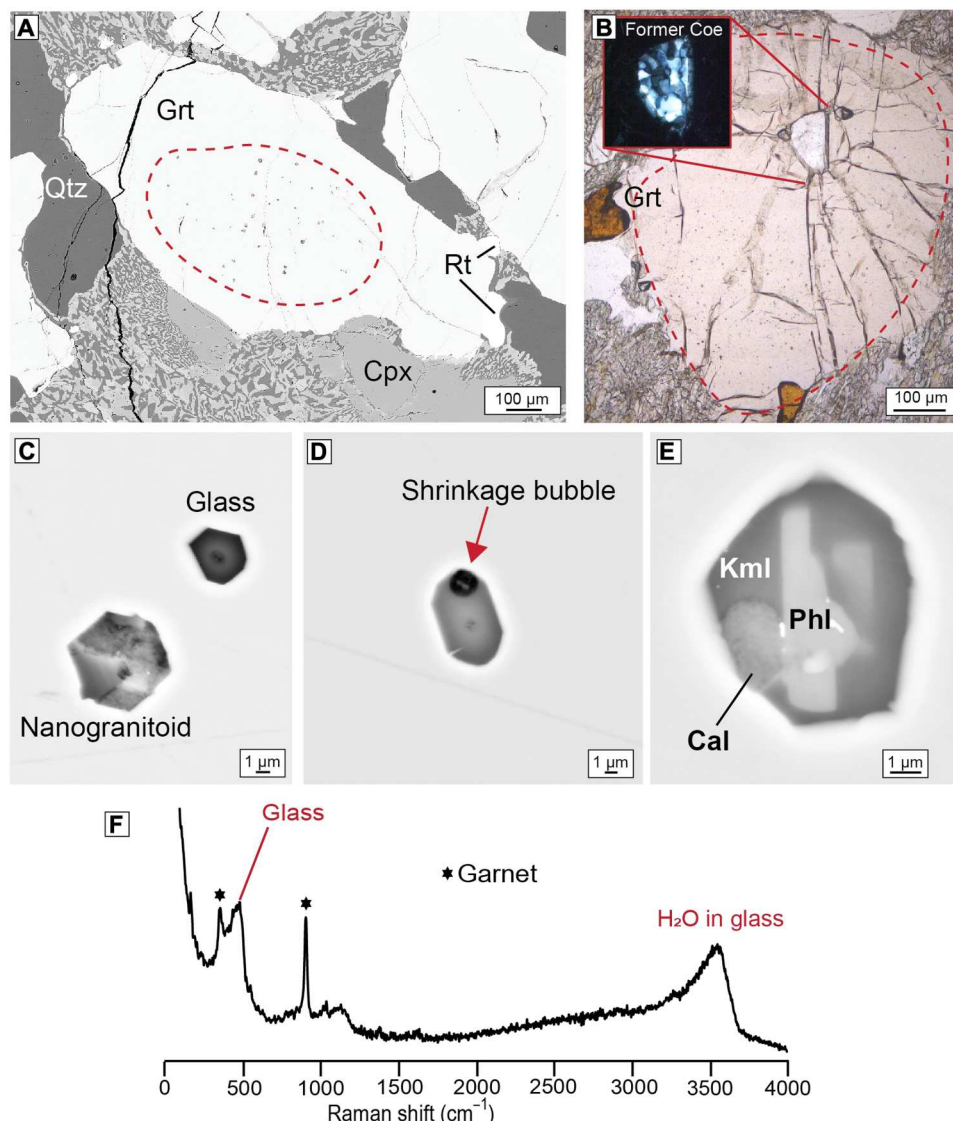 A
Grt
Qtz
Rt
Cpx
100 µm
B
Former Coe
Grt
100 µm
C
Glass
Nanogranitoid
1 µm
D
Shrinkage bubble
1 µm
E
Kml
Phl
Cal
1 µm
F
Glass
✶ Garnet
H₂O in glass
0 500 1000 1500 2000 2500 3000 3500 4000
Raman shift (cm⁻¹)